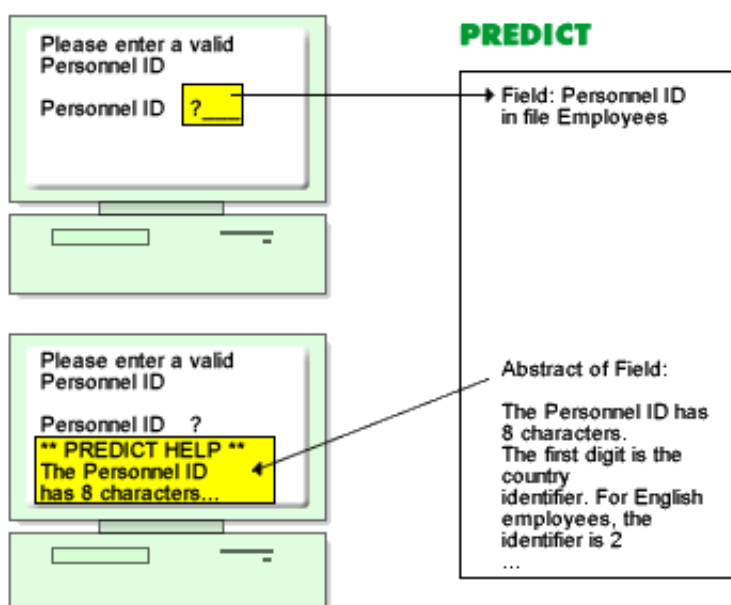 Please enter a valid
Personnel ID
Personnel ID ?___
PREDICT
Field: Personnel ID
in file Employees
Please enter a valid
Personnel ID
Personnel ID ?
** PREDICT HELP **
The Personnel ID
has 8 characters...
Abstract of Field:
The Personnel ID has
8 characters.
The first digit is the
country
identifier. For English
employees, the
identifier is 2
...